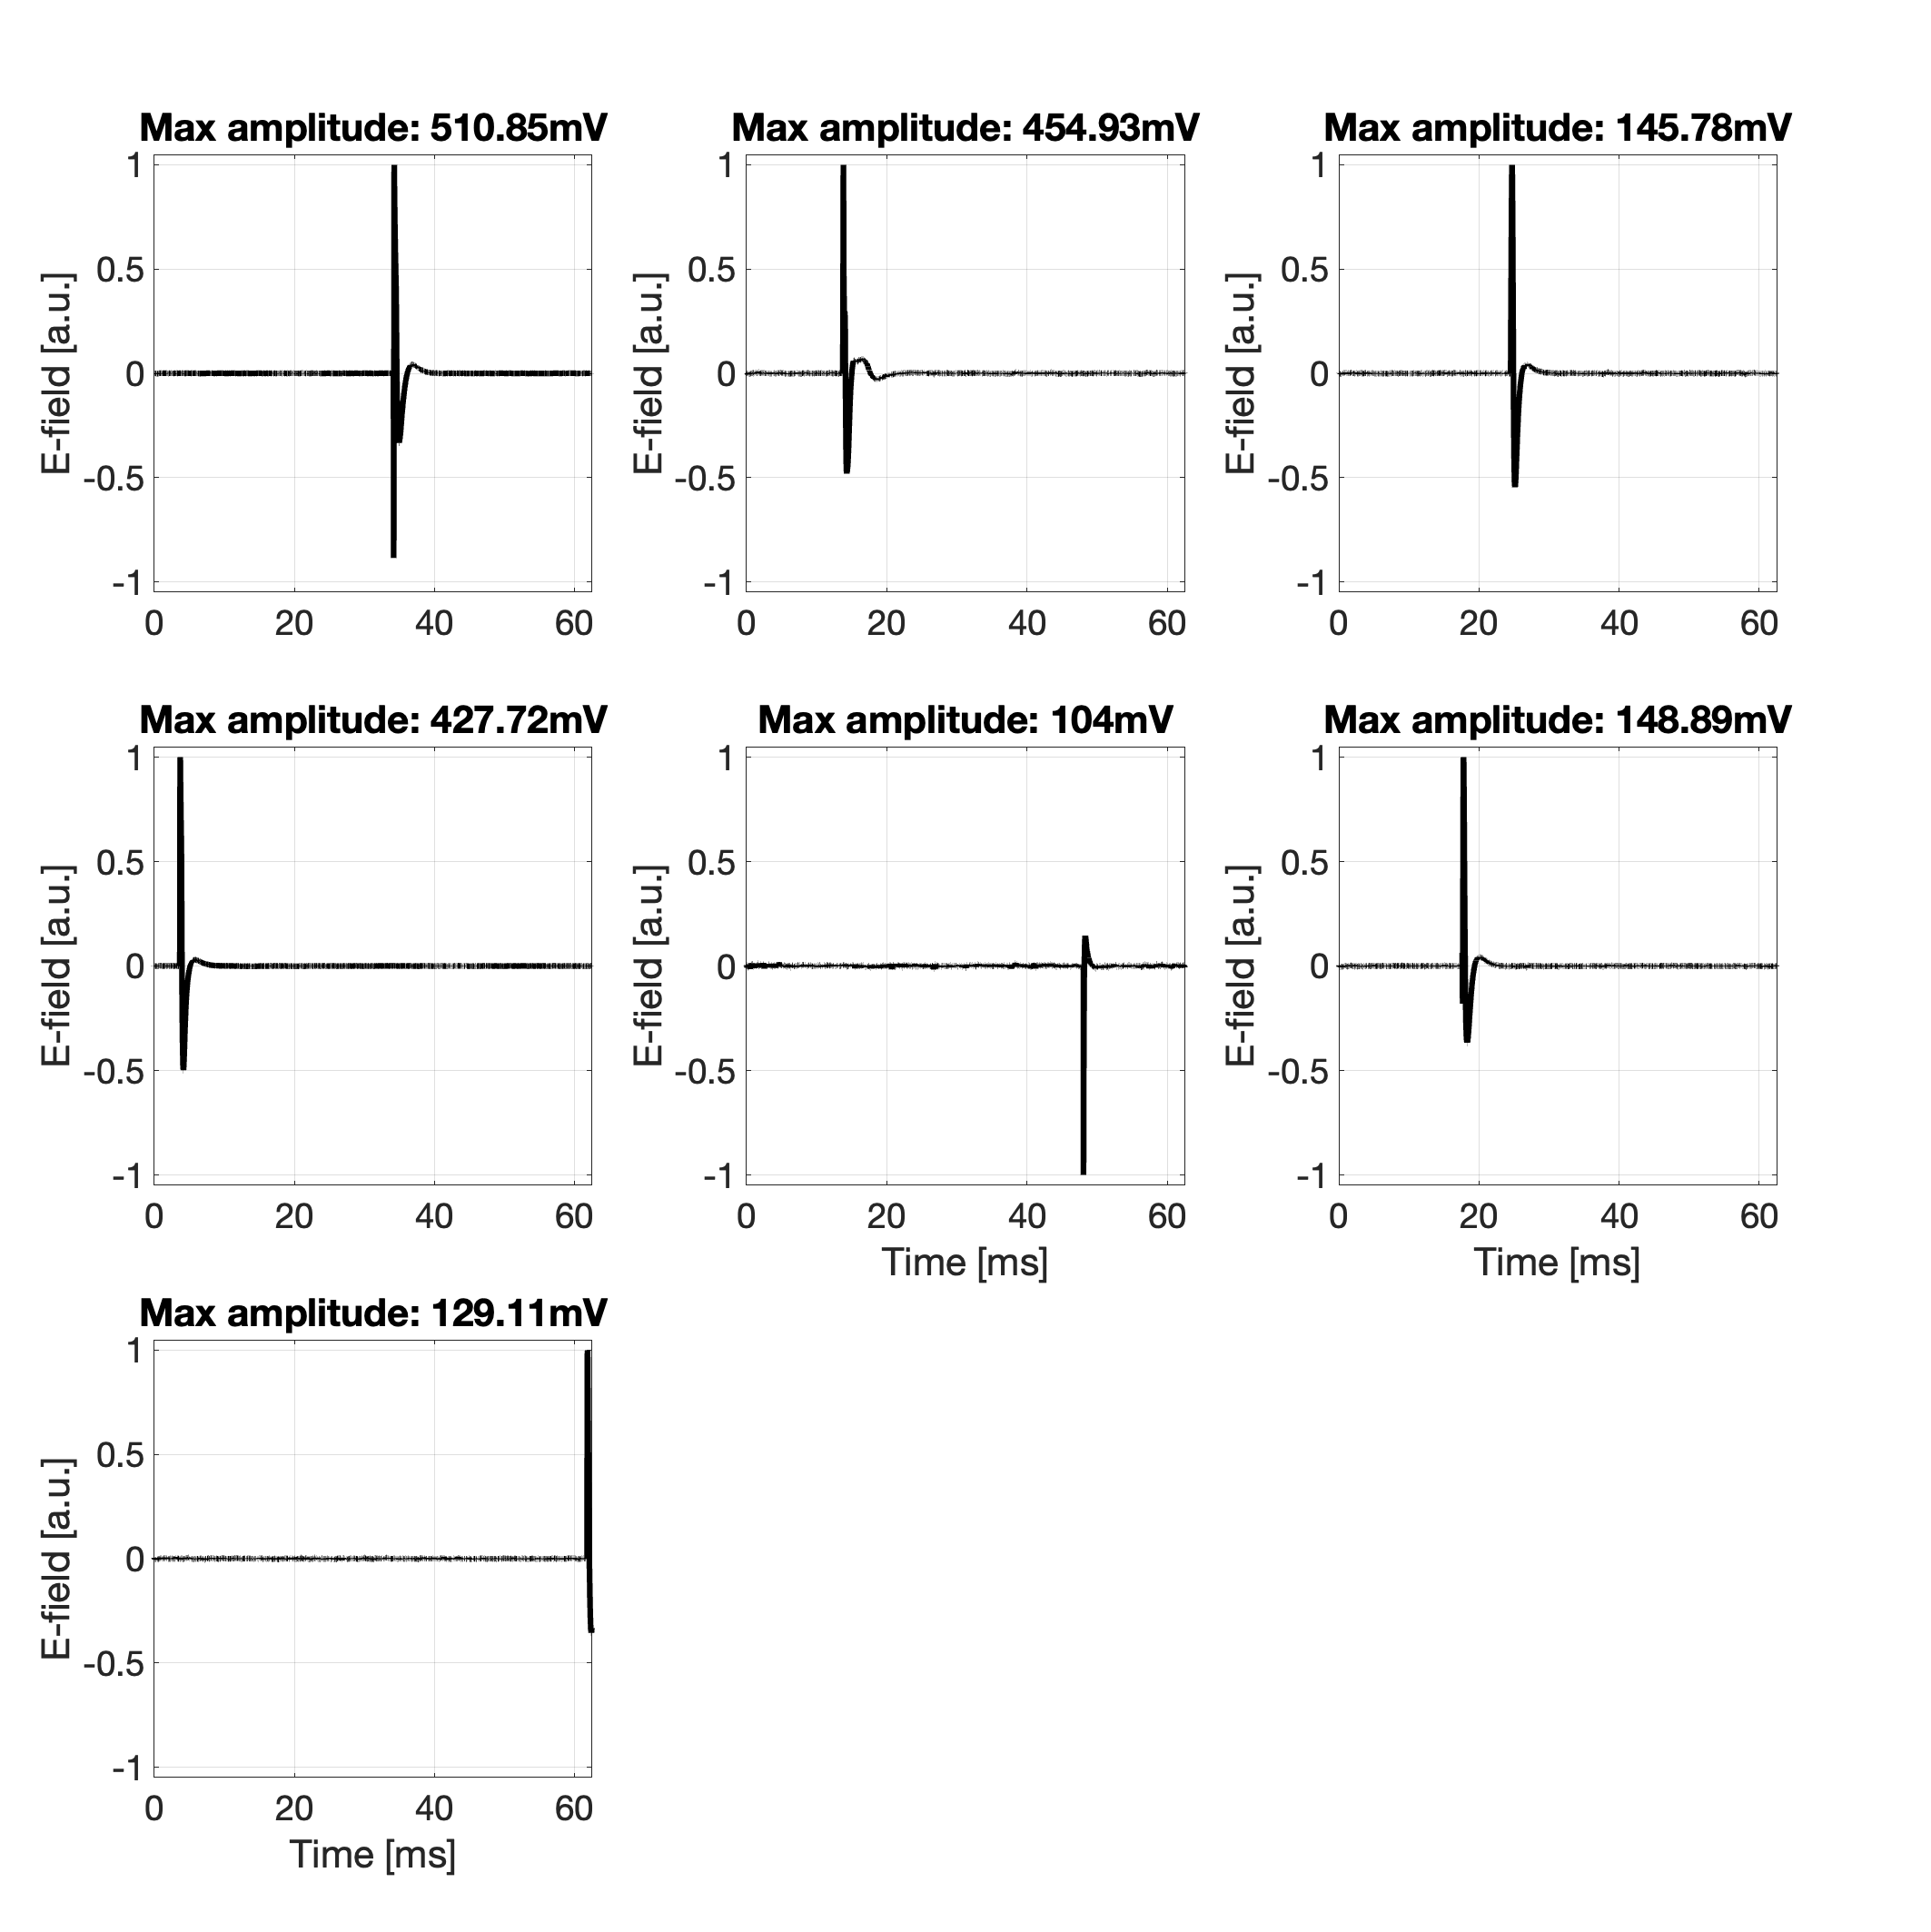 Max amplitude: 510.85mV
Max amplitude: 454.93mV
Max amplitude: 145.78mV
1
0.5
0
-0.5
-1
E-field [a.u.]
0 20 40 60
1
0.5
0
-0.5
-1
E-field [a.u.]
0 20 40 60
1
0.5
0
-0.5
-1
E-field [a.u.]
0 20 40 60
Max amplitude: 427.72mV
Max amplitude: 104mV
Max amplitude: 148.89mV
1
0.5
0
-0.5
-1
E-field [a.u.]
0 20 40 60
1
0.5
0
-0.5
-1
E-field [a.u.]
0 20 40 60
Time [ms]
1
0.5
0
-0.5
-1
E-field [a.u.]
0 20 40 60
Time [ms]
Max amplitude: 129.11mV
1
0.5
0
-0.5
-1
E-field [a.u.]
0 20 40 60
Time [ms]